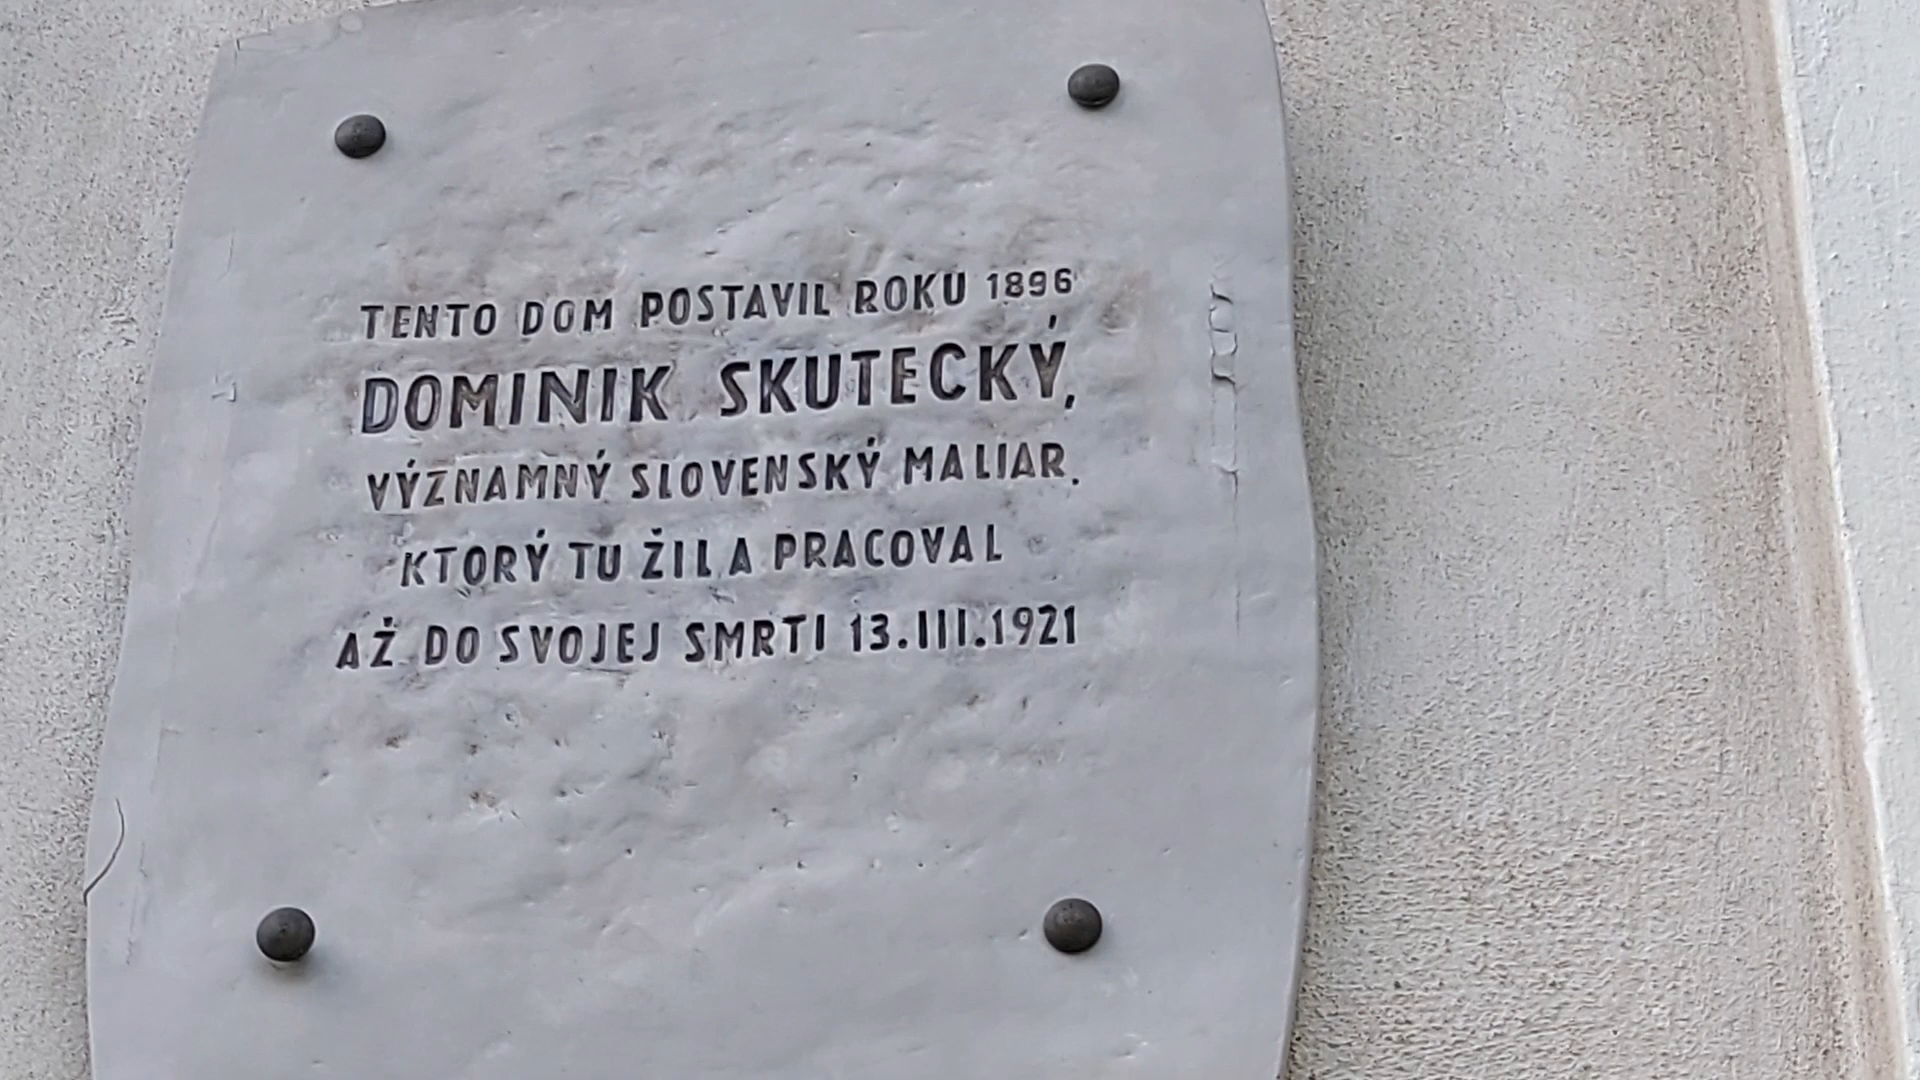 TENTO DOM POSTAVIL ROKU 1896
DOMINIK SKUTECKÝ,
VÝZNAMNÝ SLOVENSKÝ MALIAR.
KTORÝ TU ŽIL A PRACOVAL
AŽ DO SVOJEJ SMRTI 13.III.1921